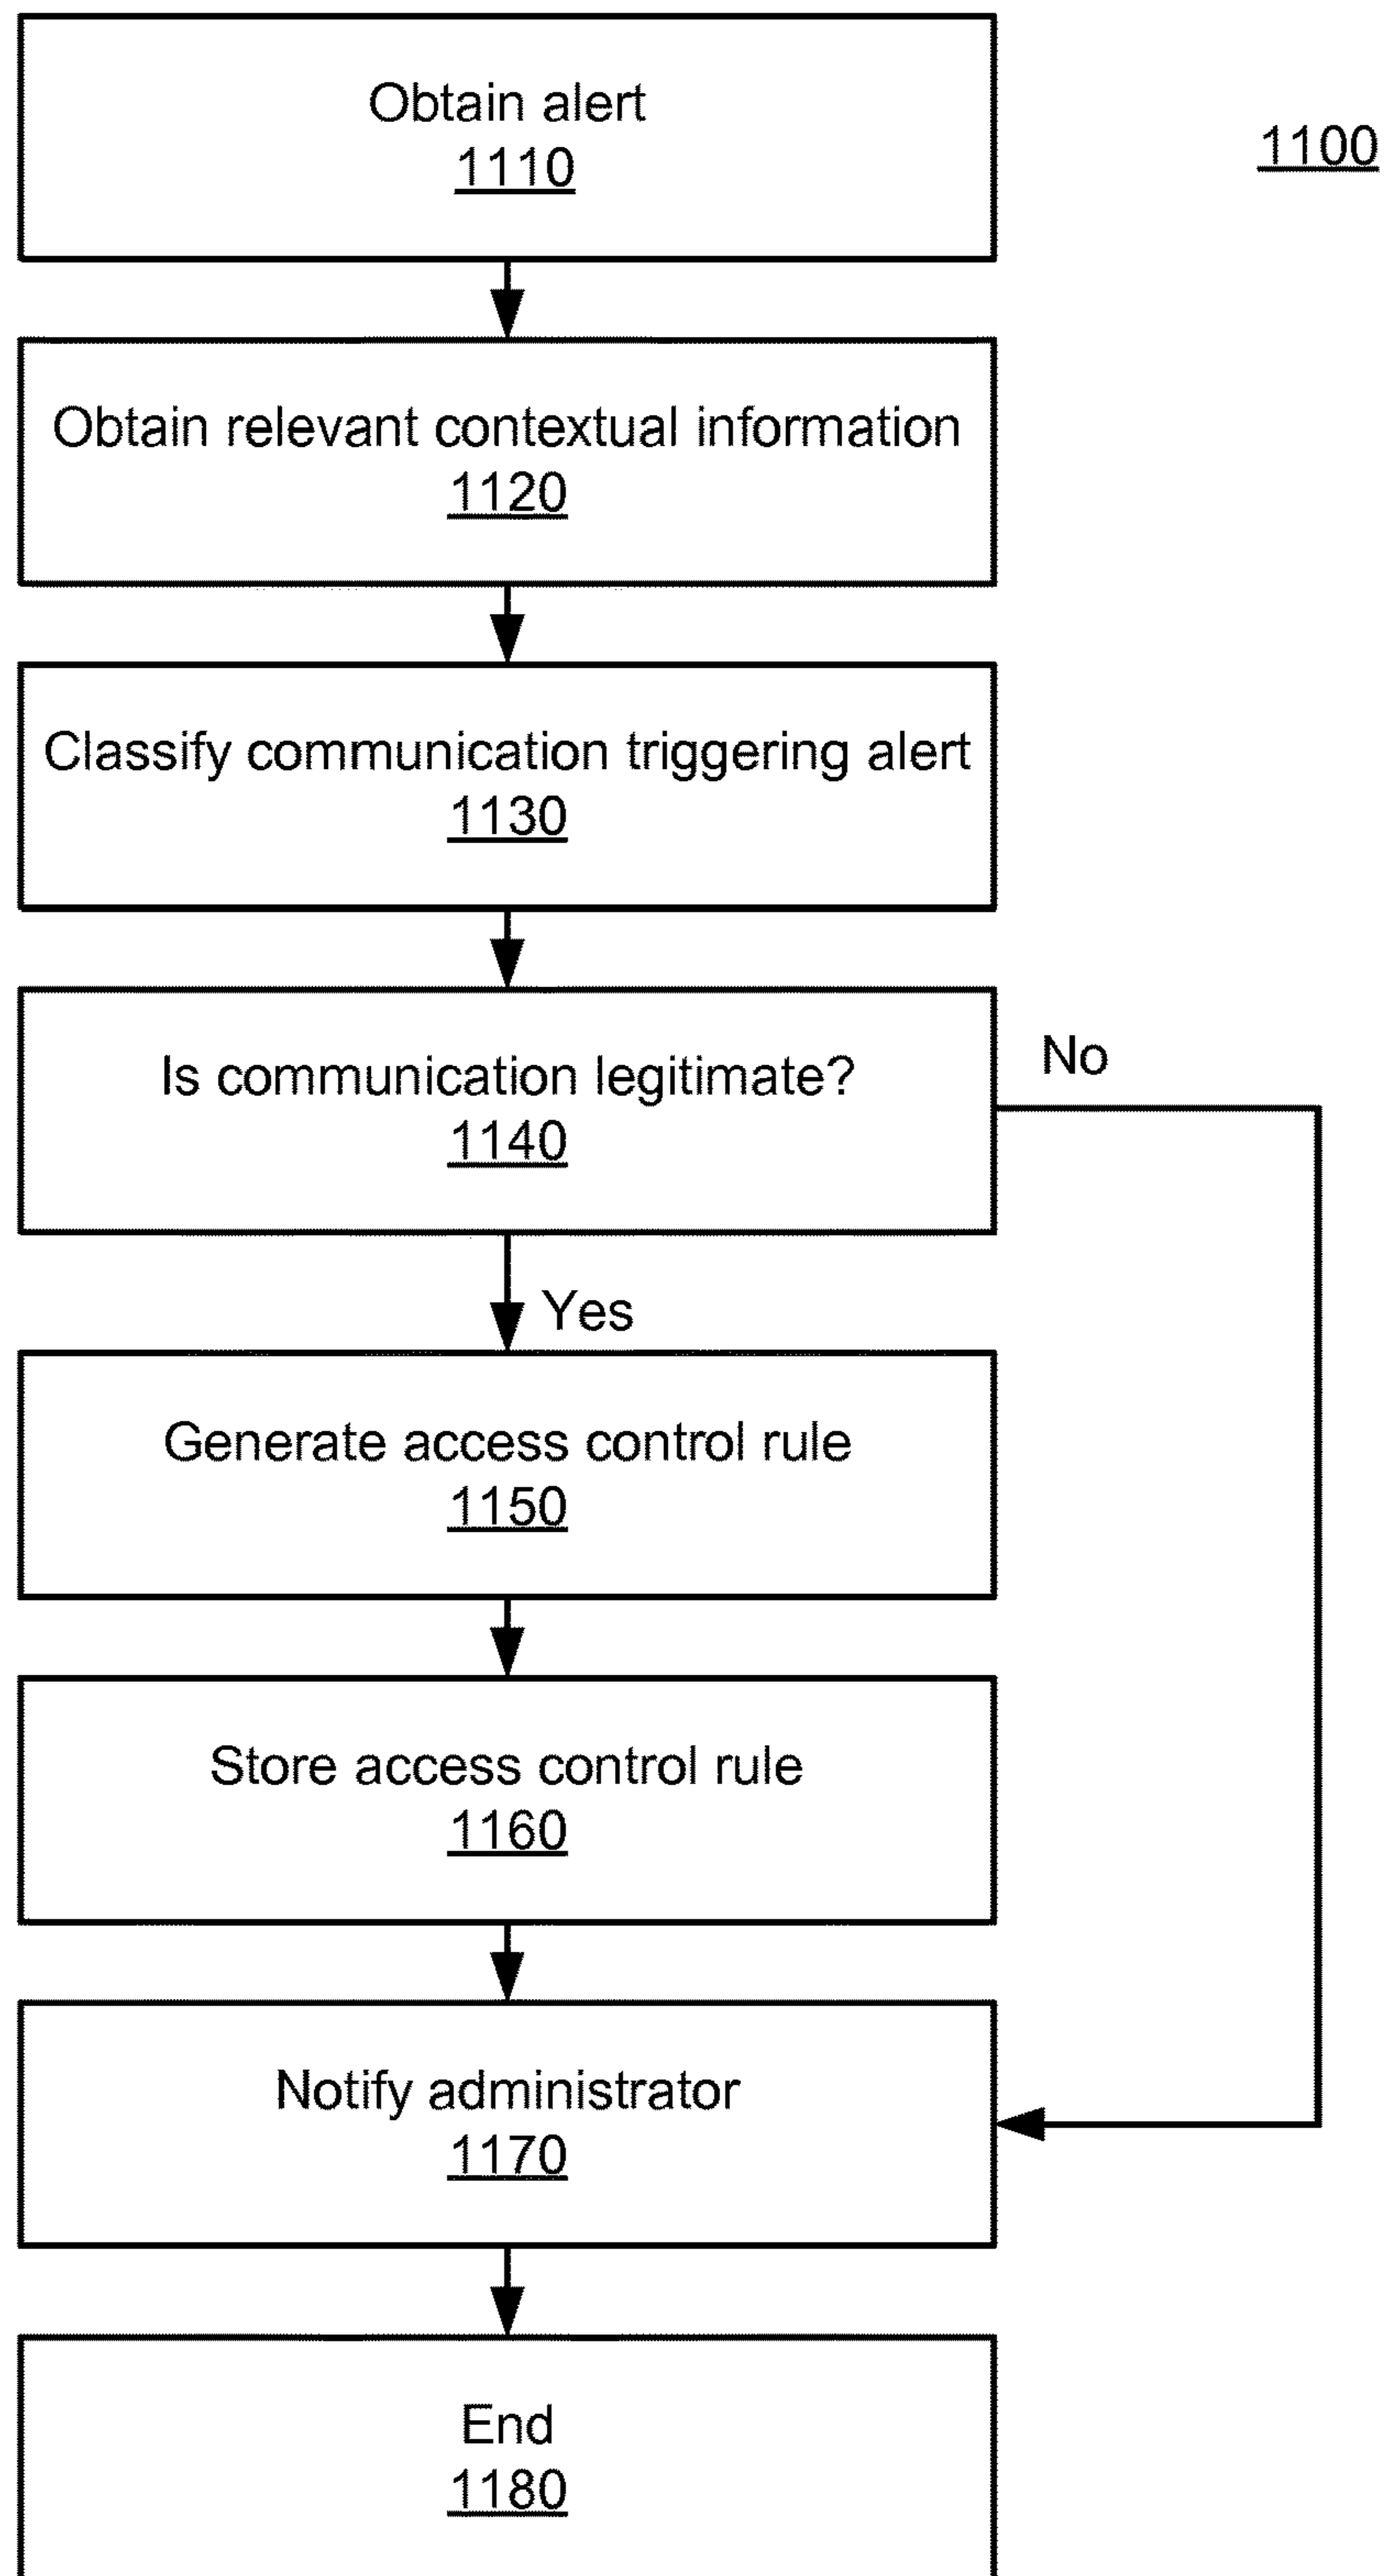 Obtain alert
1110
1100
Obtain relevant contextual information
1120
Classify communication triggering alert
1130
Is communication legitimate?
1140
No
Yes
Generate access control rule
1150
Store access control rule
1160
Notify administrator
1170
End
1180